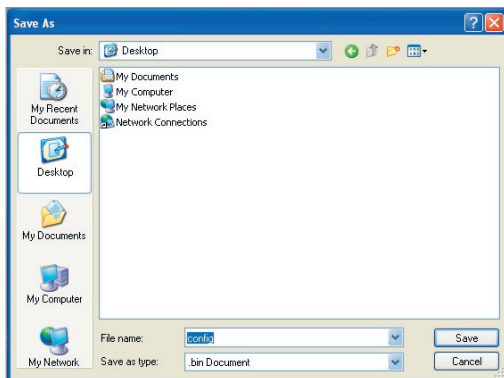 Save As
Save in:
Desktop
My Recent
Documents
Desktop
My Documents
My Computer
My Network
My Documents
My Computer
My Network Places
Network Connections
File name:
config
Save
Save as type:
.bin Document
Cancel